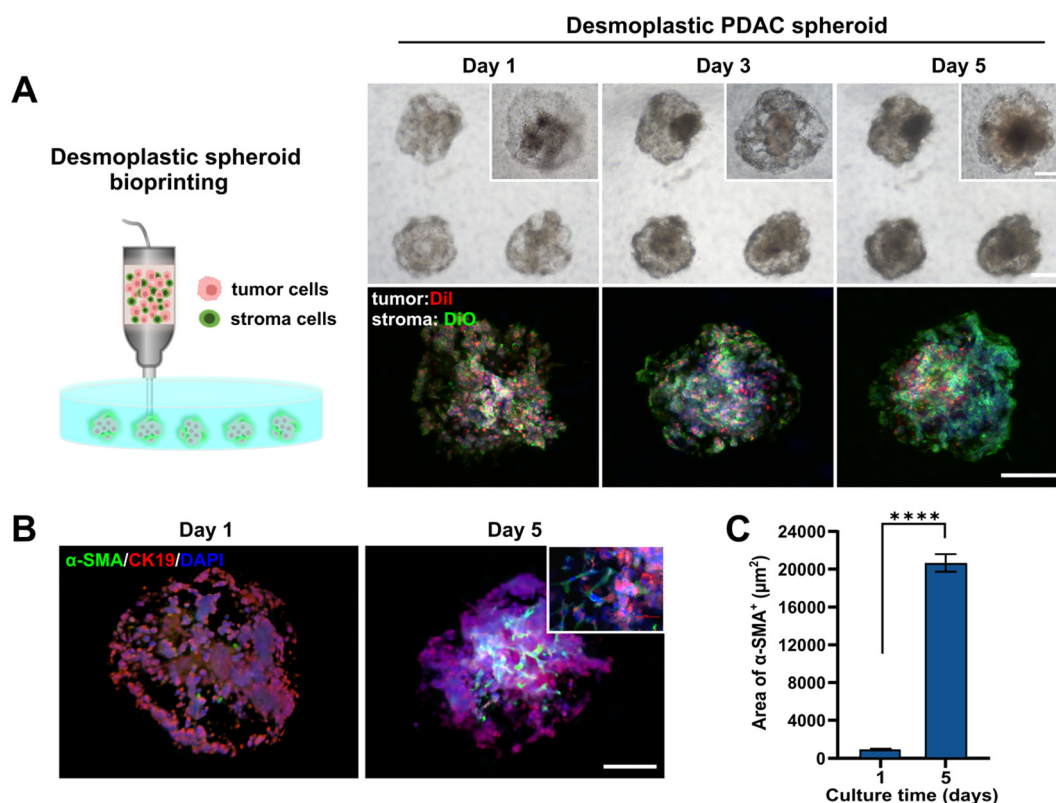 Desmoplastic PDAC spheroid
Day 1
Day 3
Day 5
A
Desmoplastic spheroid
bioprinting
tumor cells
stroma cells
tumor:DiI
stroma: DiO
B
Day 1
Day 5
α-SMA/CK19/DAPI
C
****
24000
20000
16000
12000
8000
4000
0
Area of α-SMA⁺ (µm²)
1
5
Culture time (days)